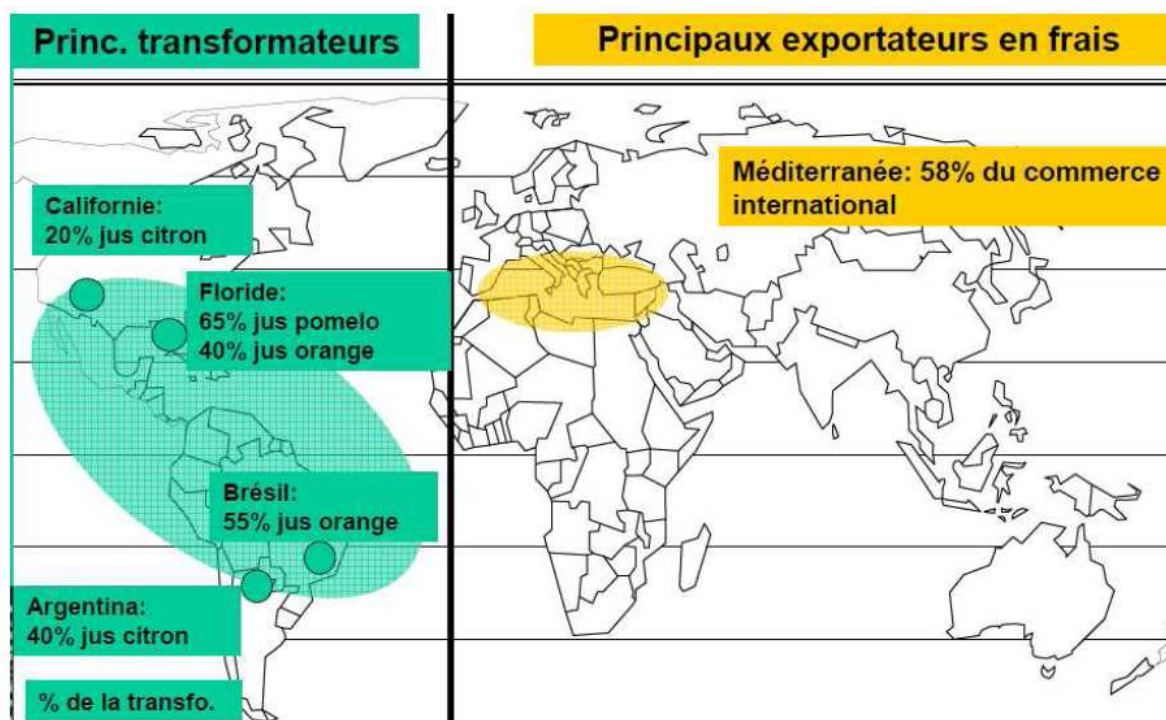 Princ. transformateurs
Principaux exportateurs en frais
Méditerranée: 58% du commerce
international
Californie:
20% jus citron
Floride:
65% jus pomelo
40% jus orange
Brésil:
55% jus orange
Argentina:
40% jus citron
% de la transfo.